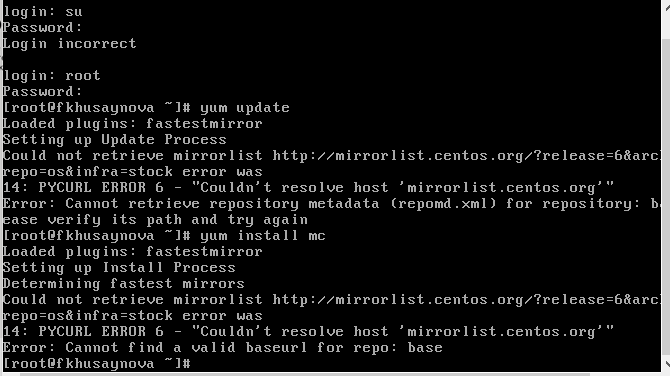 login: su
Password:
Login incorrect
login: root
Password:
[root@fkhusaynova ~]# yum update
Loaded plugins: fastestmirror
Setting up Update Process
Could not retrieve mirrorlist http://mirrorlist.centos.org/?release=6&arc
repo=os&infra=stock error was
14: PYCURL ERROR 6 - "Couldn't resolve host 'mirrorlist.centos.org'"
Error: Cannot retrieve repository metadata (repomd.xml) for repository: ba
ease verify its path and try again
[root@fkhusaynova ~]# yum install mc
Loaded plugins: fastestmirror
Setting up Install Process
Determining fastest mirrors
Could not retrieve mirrorlist http://mirrorlist.centos.org/?release=6&arc
repo=os&infra=stock error was
14: PYCURL ERROR 6 - "Couldn't resolve host 'mirrorlist.centos.org'"
Error: Cannot find a valid baseurl for repo: base
[root@fkhusaynova ~]#